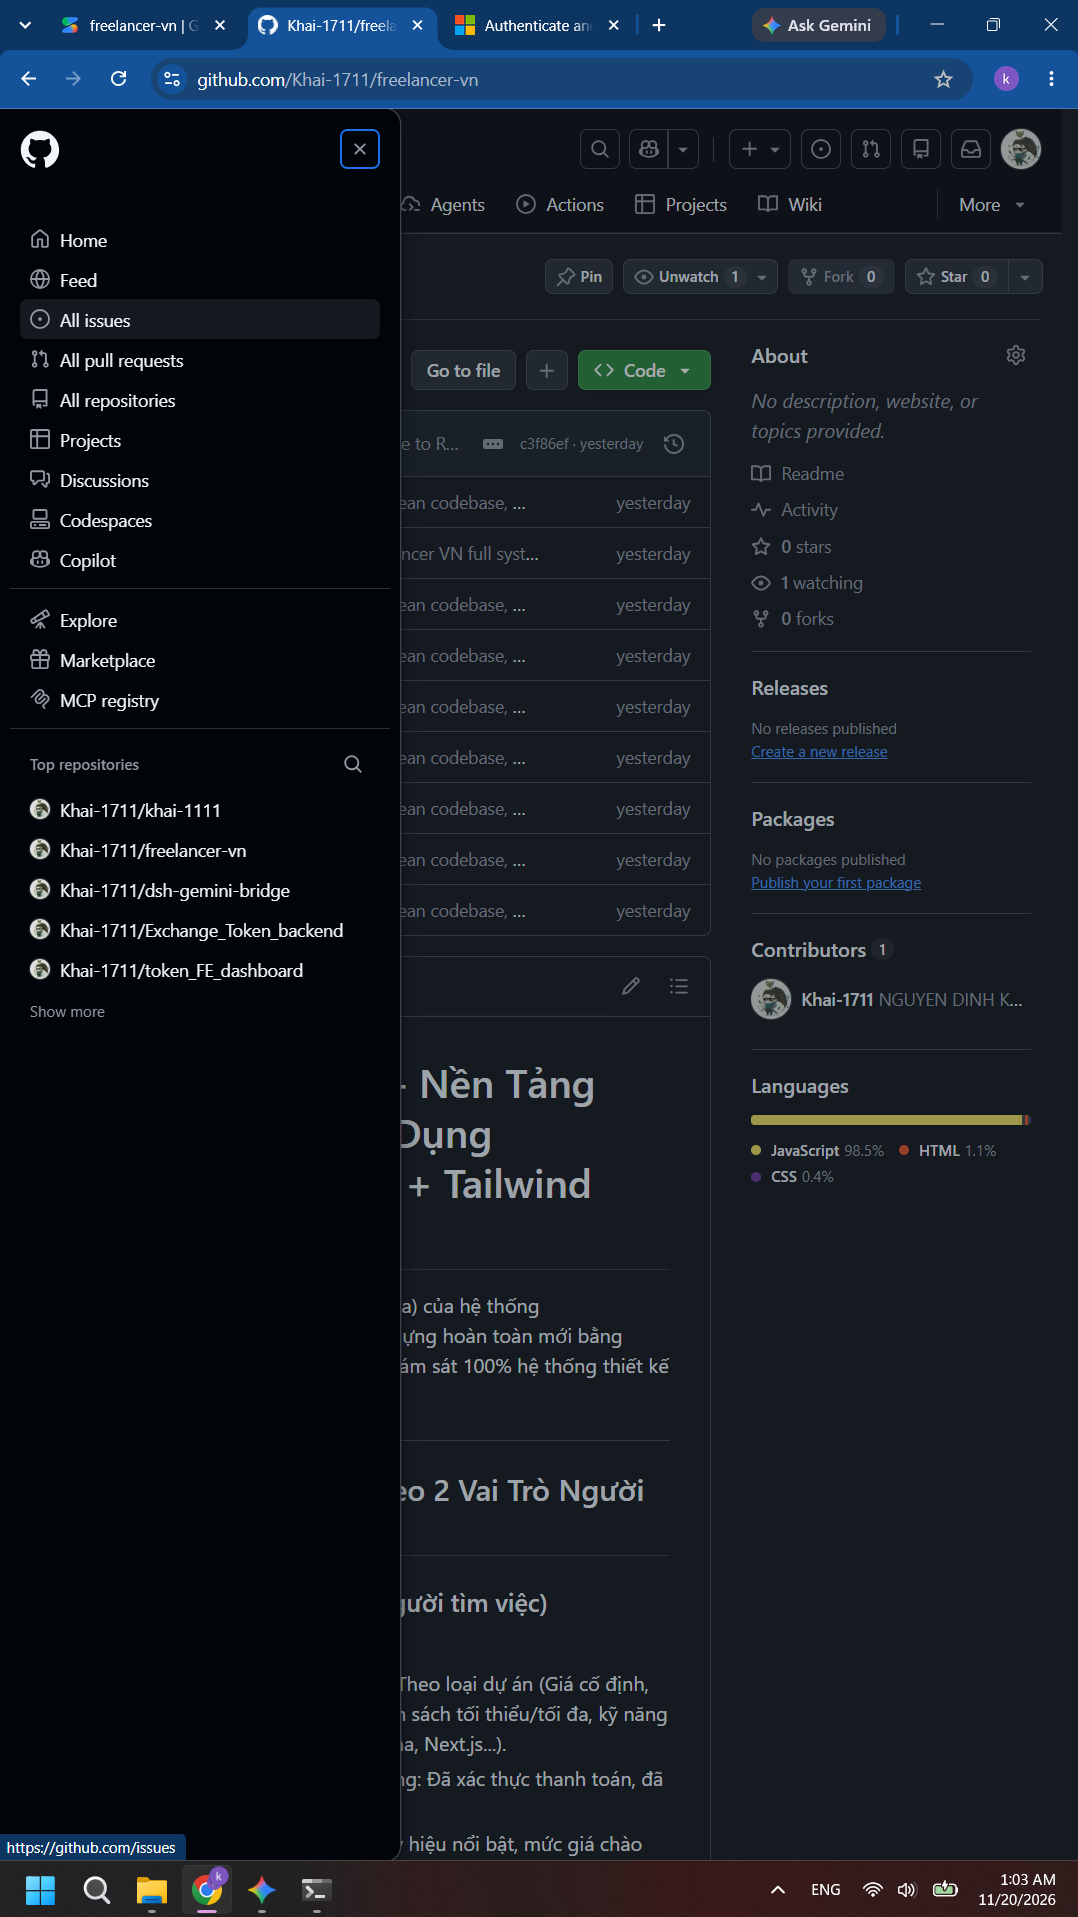 freelancer-vn | G
Khai-1711/freela
Authenticate an
Ask Gemini
github.com/Khai-1711/freelancer-vn
k
Agents
Actions
Projects
Wiki
More
Home
Feed
All issues
All pull requests
All repositories
Projects
Discussions
Codespaces
Copilot
Explore
Marketplace
MCP registry
Top repositories
Khai-1711/khai-1111
Khai-1711/freelancer-vn
Khai-1711/dsh-gemini-bridge
Khai-1711/Exchange_Token_backend
Khai-1711/token_FE_dashboard
Show more
Pin
Unwatch 1
Fork 0
Star 0
Go to file
Code
e to R...
c3f86ef · yesterday
ean codebase, ... yesterday
ncer VN full syst... yesterday
ean codebase, ... yesterday
ean codebase, ... yesterday
ean codebase, ... yesterday
ean codebase, ... yesterday
ean codebase, ... yesterday
ean codebase, ... yesterday
ean codebase, ... yesterday
- Nền Tảng
Dụng
+ Tailwind
a) của hệ thống
ựng hoàn toàn mới bằng
ám sát 100% hệ thống thiết kế
eo 2 Vai Trò Người
gười tìm việc)
Theo loại dự án (Giá cố định,
n sách tối thiểu/tối đa, kỹ năng
na, Next.js...).
ng: Đã xác thực thanh toán, đã
hiệu nổi bật, mức giá chào
About
No description, website, or
topics provided.
Readme
Activity
0 stars
1 watching
0 forks
Releases
No releases published
Create a new release
Packages
No packages published
Publish your first package
Contributors 1
Khai-1711 NGUYEN DINH K...
Languages
JavaScript 98.5%
HTML 1.1%
CSS 0.4%
https://github.com/issues
k
ENG
1:03 AM
11/20/2026